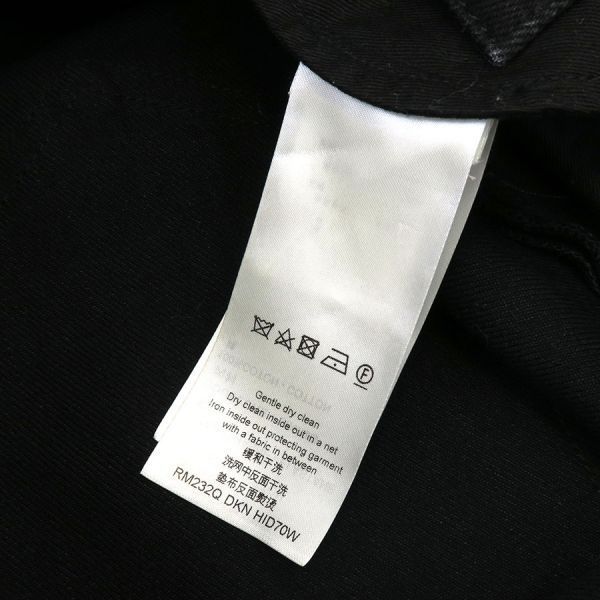 Gentle dry clean
Dry clean inside out in a net
Iron inside out protecting garment
with a fabric in between
缓和干洗
洗网中反面干洗
垫布反面熨烫
RM232Q DKN HID70W